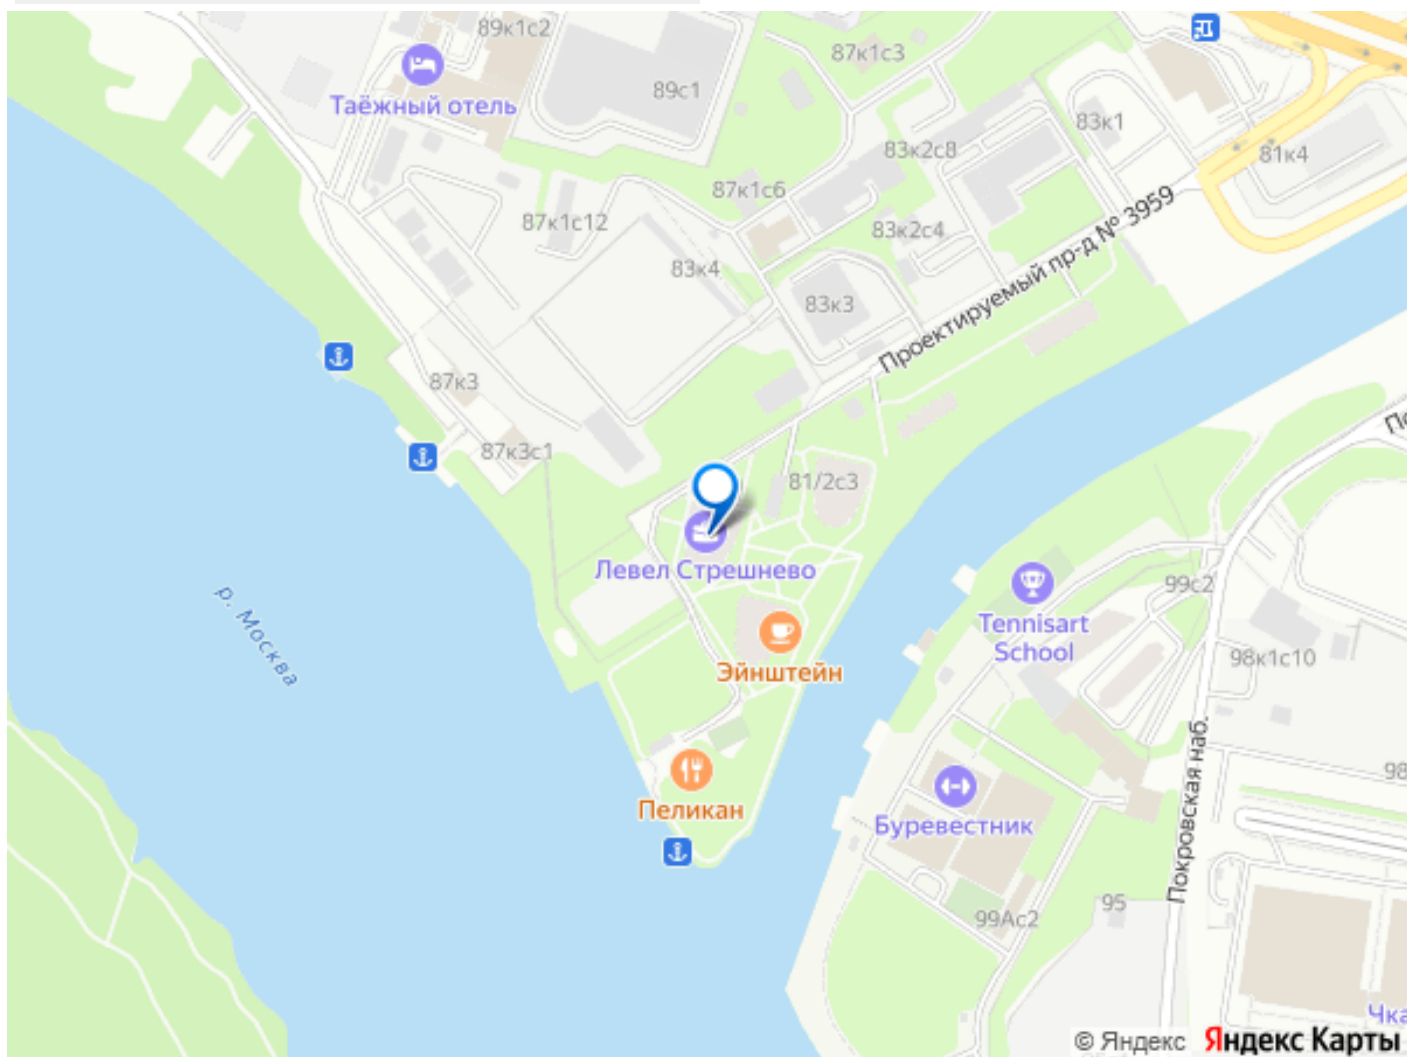 89к1с2
87к1с3
Таёжный отель
89с1
83к1
83к2с8
81к4
87к1с6
87к1с12
83к2с4
Проектируемый пр-д № 3959
83к4
83к3
87к3
87к3с1
81/2с3
Левел Стрешнево
р. Москва
Tennisart
School
99с2
98к1с10
Эйнштейн
Покровская наб.
98
Пеликан
Буревестник
95
99Ас2
Чка
© Яндекс Яндекс Карты